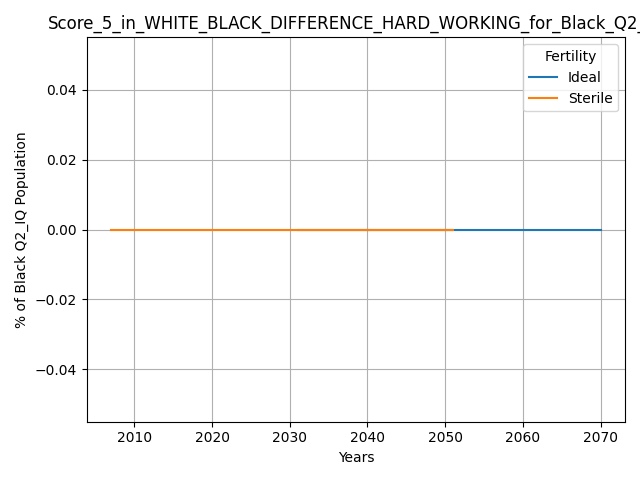 Score_5_in_WHITE_BLACK_DIFFERENCE_HARD_WORKING_for_Black_Q2_
Fertility
Ideal
Sterile
0.04
0.02
0.00
−0.02
−0.04
% of Black Q2_IQ Population
2010 2020 2030 2040 2050 2060 2070
Years